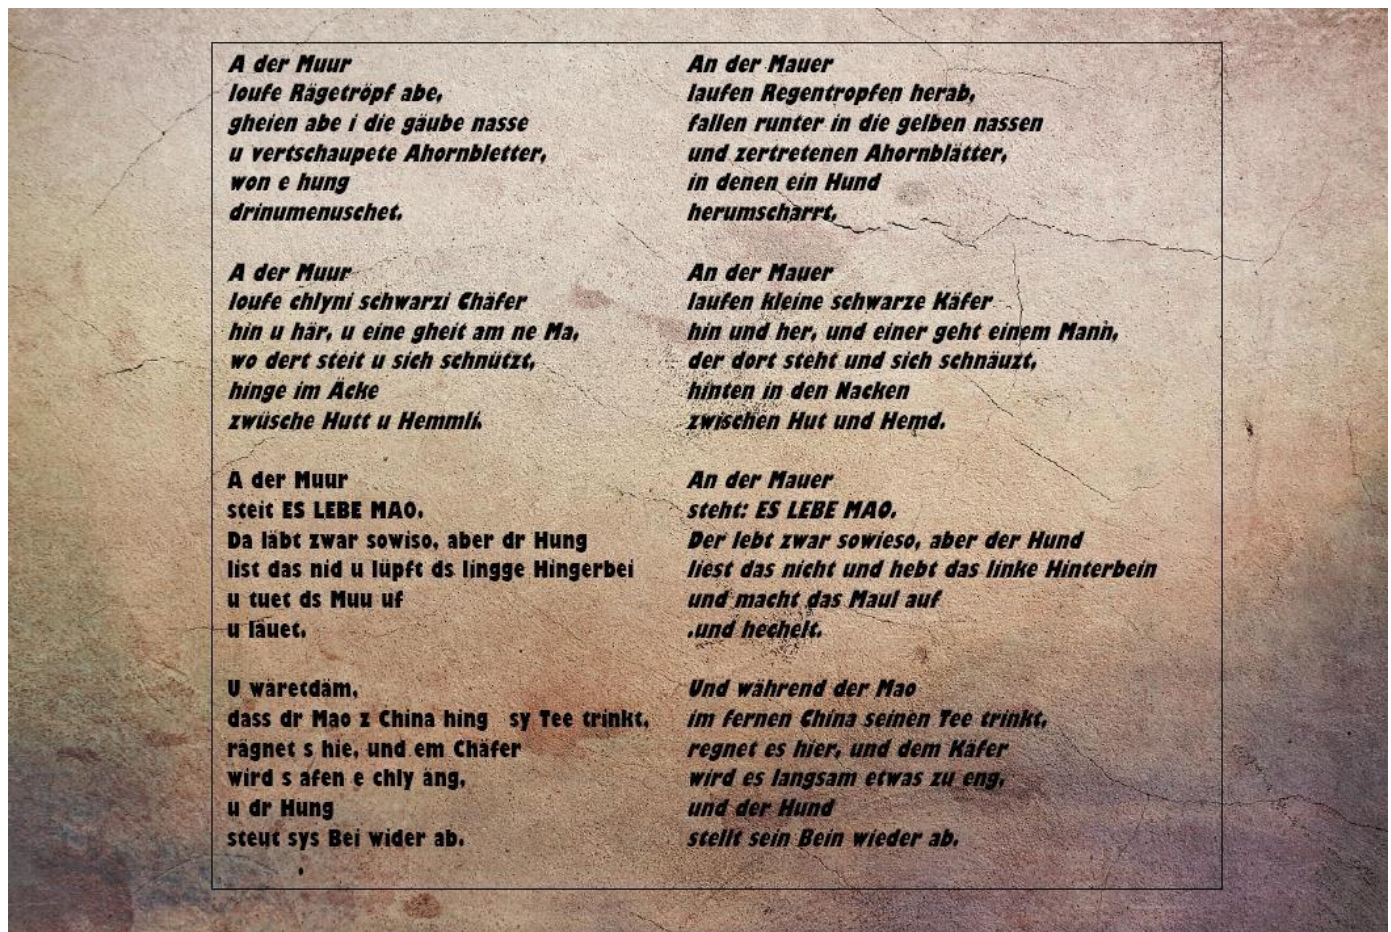 A der Muur
loufe Rägetröpf abe,
gheien abe i die gäube nasse
u vertschaupete Ahornbletter,
won e hung
drinumenuschet.
A der Muur
loufe chlyni schwarzi Chäfer
hin u här, u eine gheit am ne Ma,
wo dert steit u sich schnützt,
hinge im Äcke
zwüsche Hutt u Hemmli.
A der Muur
steit ES LEBE MAO.
Da läbt zwar sowiso, aber dr Hung
list das nid u lüpft ds lingge Hingerbei
u tuet ds Muu uf
u läuet.
U wäretdäm,
dass dr Mao z China hing sy Tee trinkt,
rägnet s hie, und em Chäfer
wird s afen e chly äng,
u dr Hung
steut sys Bei wider ab.
.
An der Mauer
laufen Regentropfen herab,
fallen runter in die gelben nassen
und zertretenen Ahornblätter,
in denen ein Hund
herumscharrt.
An der Mauer
laufen kleine schwarze Käfer
hin und her, und einer geht einem Mann,
der dort steht und sich schnäuzt,
hinten in den Nacken
zwischen Hut und Hemd.
An der Mauer
steht: ES LEBE MAO.
Der lebt zwar sowieso, aber der Hund
liest das nicht und hebt das linke Hinterbein
und macht das Maul auf
.und hechelt.
Und während der Mao
im fernen China seinen Tee trinkt,
regnet es hier, und dem Käfer
wird es langsam etwas zu eng,
und der Hund
stellt sein Bein wieder ab.